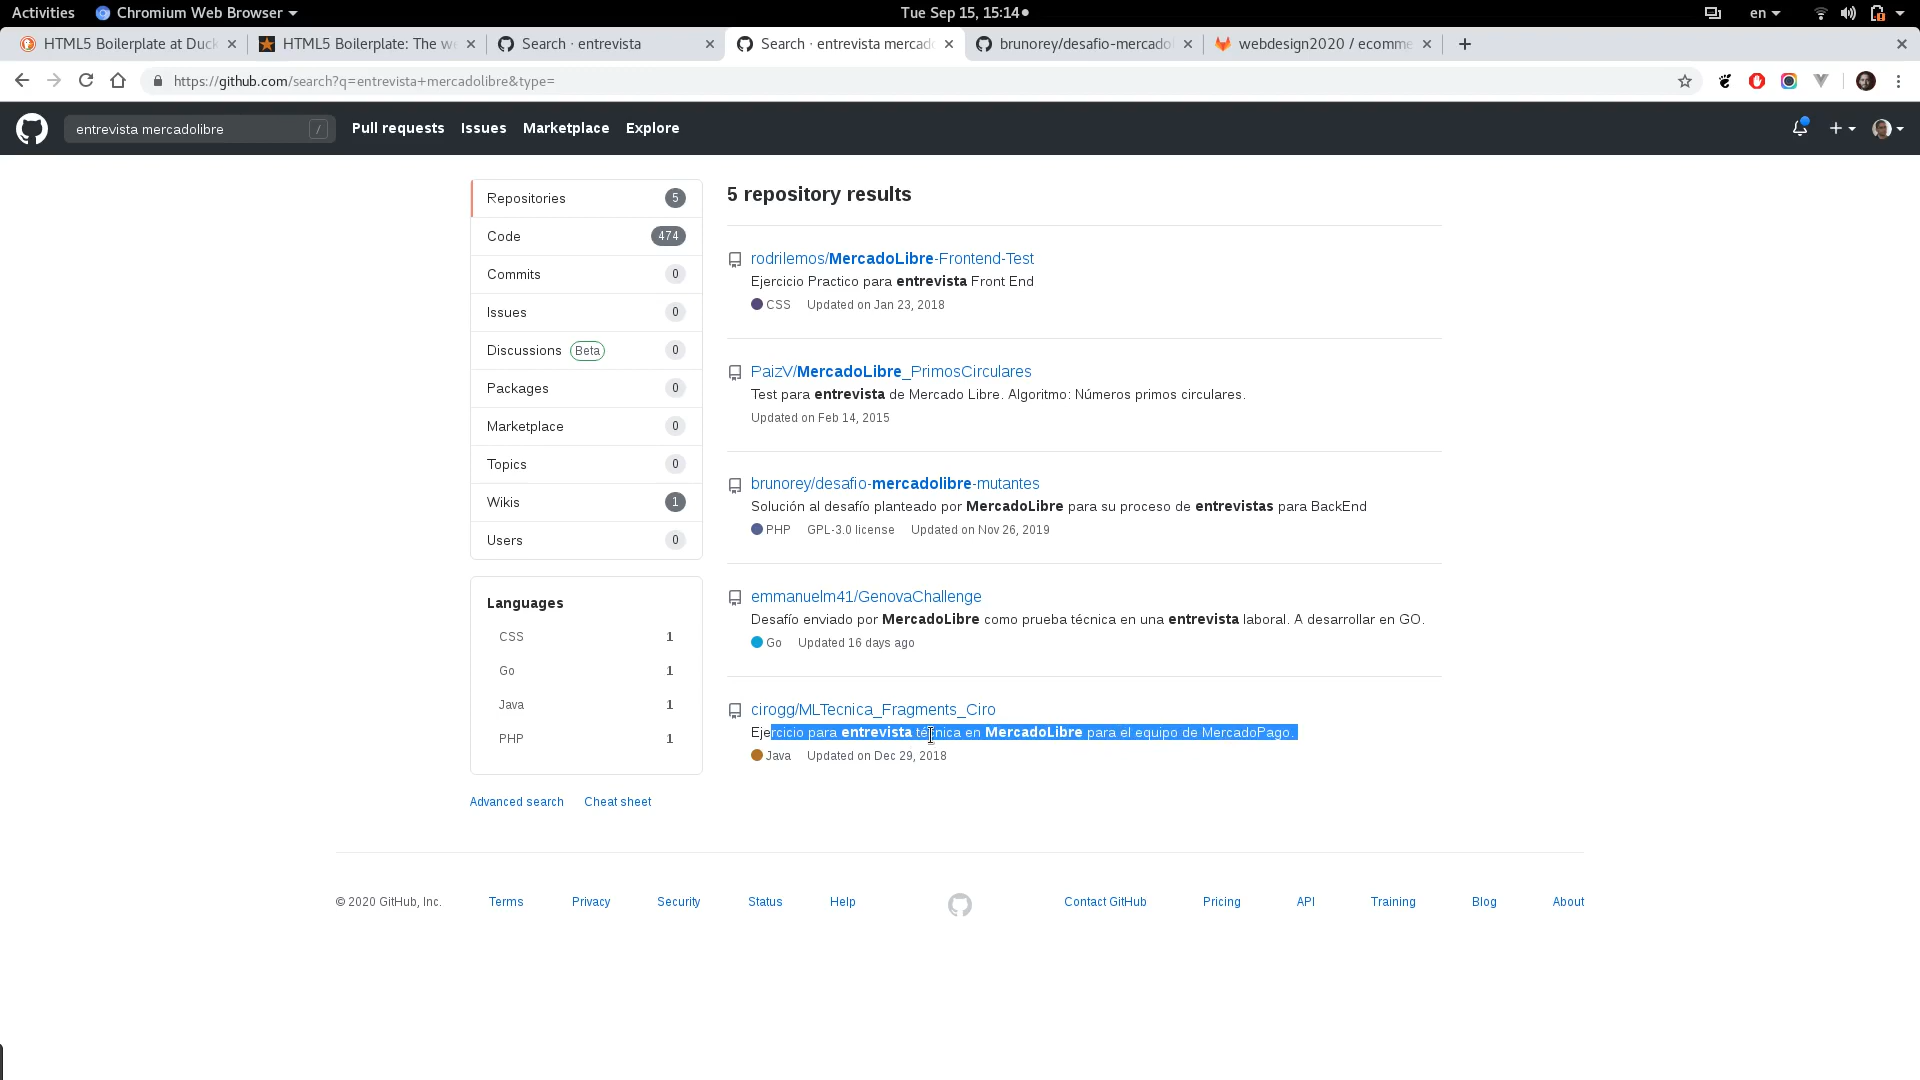 Activities Chromium Web Browser Tue Sep 15, 15:14 en
HTML5 Boilerplate at Duck HTML5 Boilerplate: The we Search · entrevista Search · entrevista mercado brunorey/desafio-mercadol webdesign2020 / ecomme
https://github.com/search?q=entrevista+mercadolibre&type=
entrevista mercadolibre / Pull requests Issues Marketplace Explore
Repositories 5
Code 474
Commits 0
Issues 0
Discussions Beta 0
Packages 0
Marketplace 0
Topics 0
Wikis 1
Users 0
Languages
CSS 1
Go 1
Java 1
PHP 1
Advanced search Cheat sheet
5 repository results
rodrilemos/MercadoLibre-Frontend-Test
Ejercicio Practico para entrevista Front End
CSS Updated on Jan 23, 2018
PaizV/MercadoLibre_PrimosCirculares
Test para entrevista de Mercado Libre. Algoritmo: Números primos circulares.
Updated on Feb 14, 2015
brunorey/desafio-mercadolibre-mutantes
Solución al desafío planteado por MercadoLibre para su proceso de entrevistas para BackEnd
PHP GPL-3.0 license Updated on Nov 26, 2019
emmanuelm41/GenovaChallenge
Desafío enviado por MercadoLibre como prueba técnica en una entrevista laboral. A desarrollar en GO.
Go Updated 16 days ago
cirogg/MLTecnica_Fragments_Ciro
Ejercicio para entrevista técnica en MercadoLibre para el equipo de MercadoPago.
Java Updated on Dec 29, 2018
© 2020 GitHub, Inc. Terms Privacy Security Status Help Contact GitHub Pricing API Training Blog About